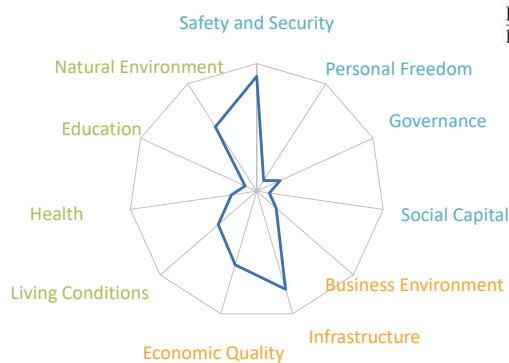 Safety and Security
Natural Environment
Personal Freedom
Education
Governance
Health
Social Capital
Living Conditions
Business Environment
Infrastructure
Economic Quality